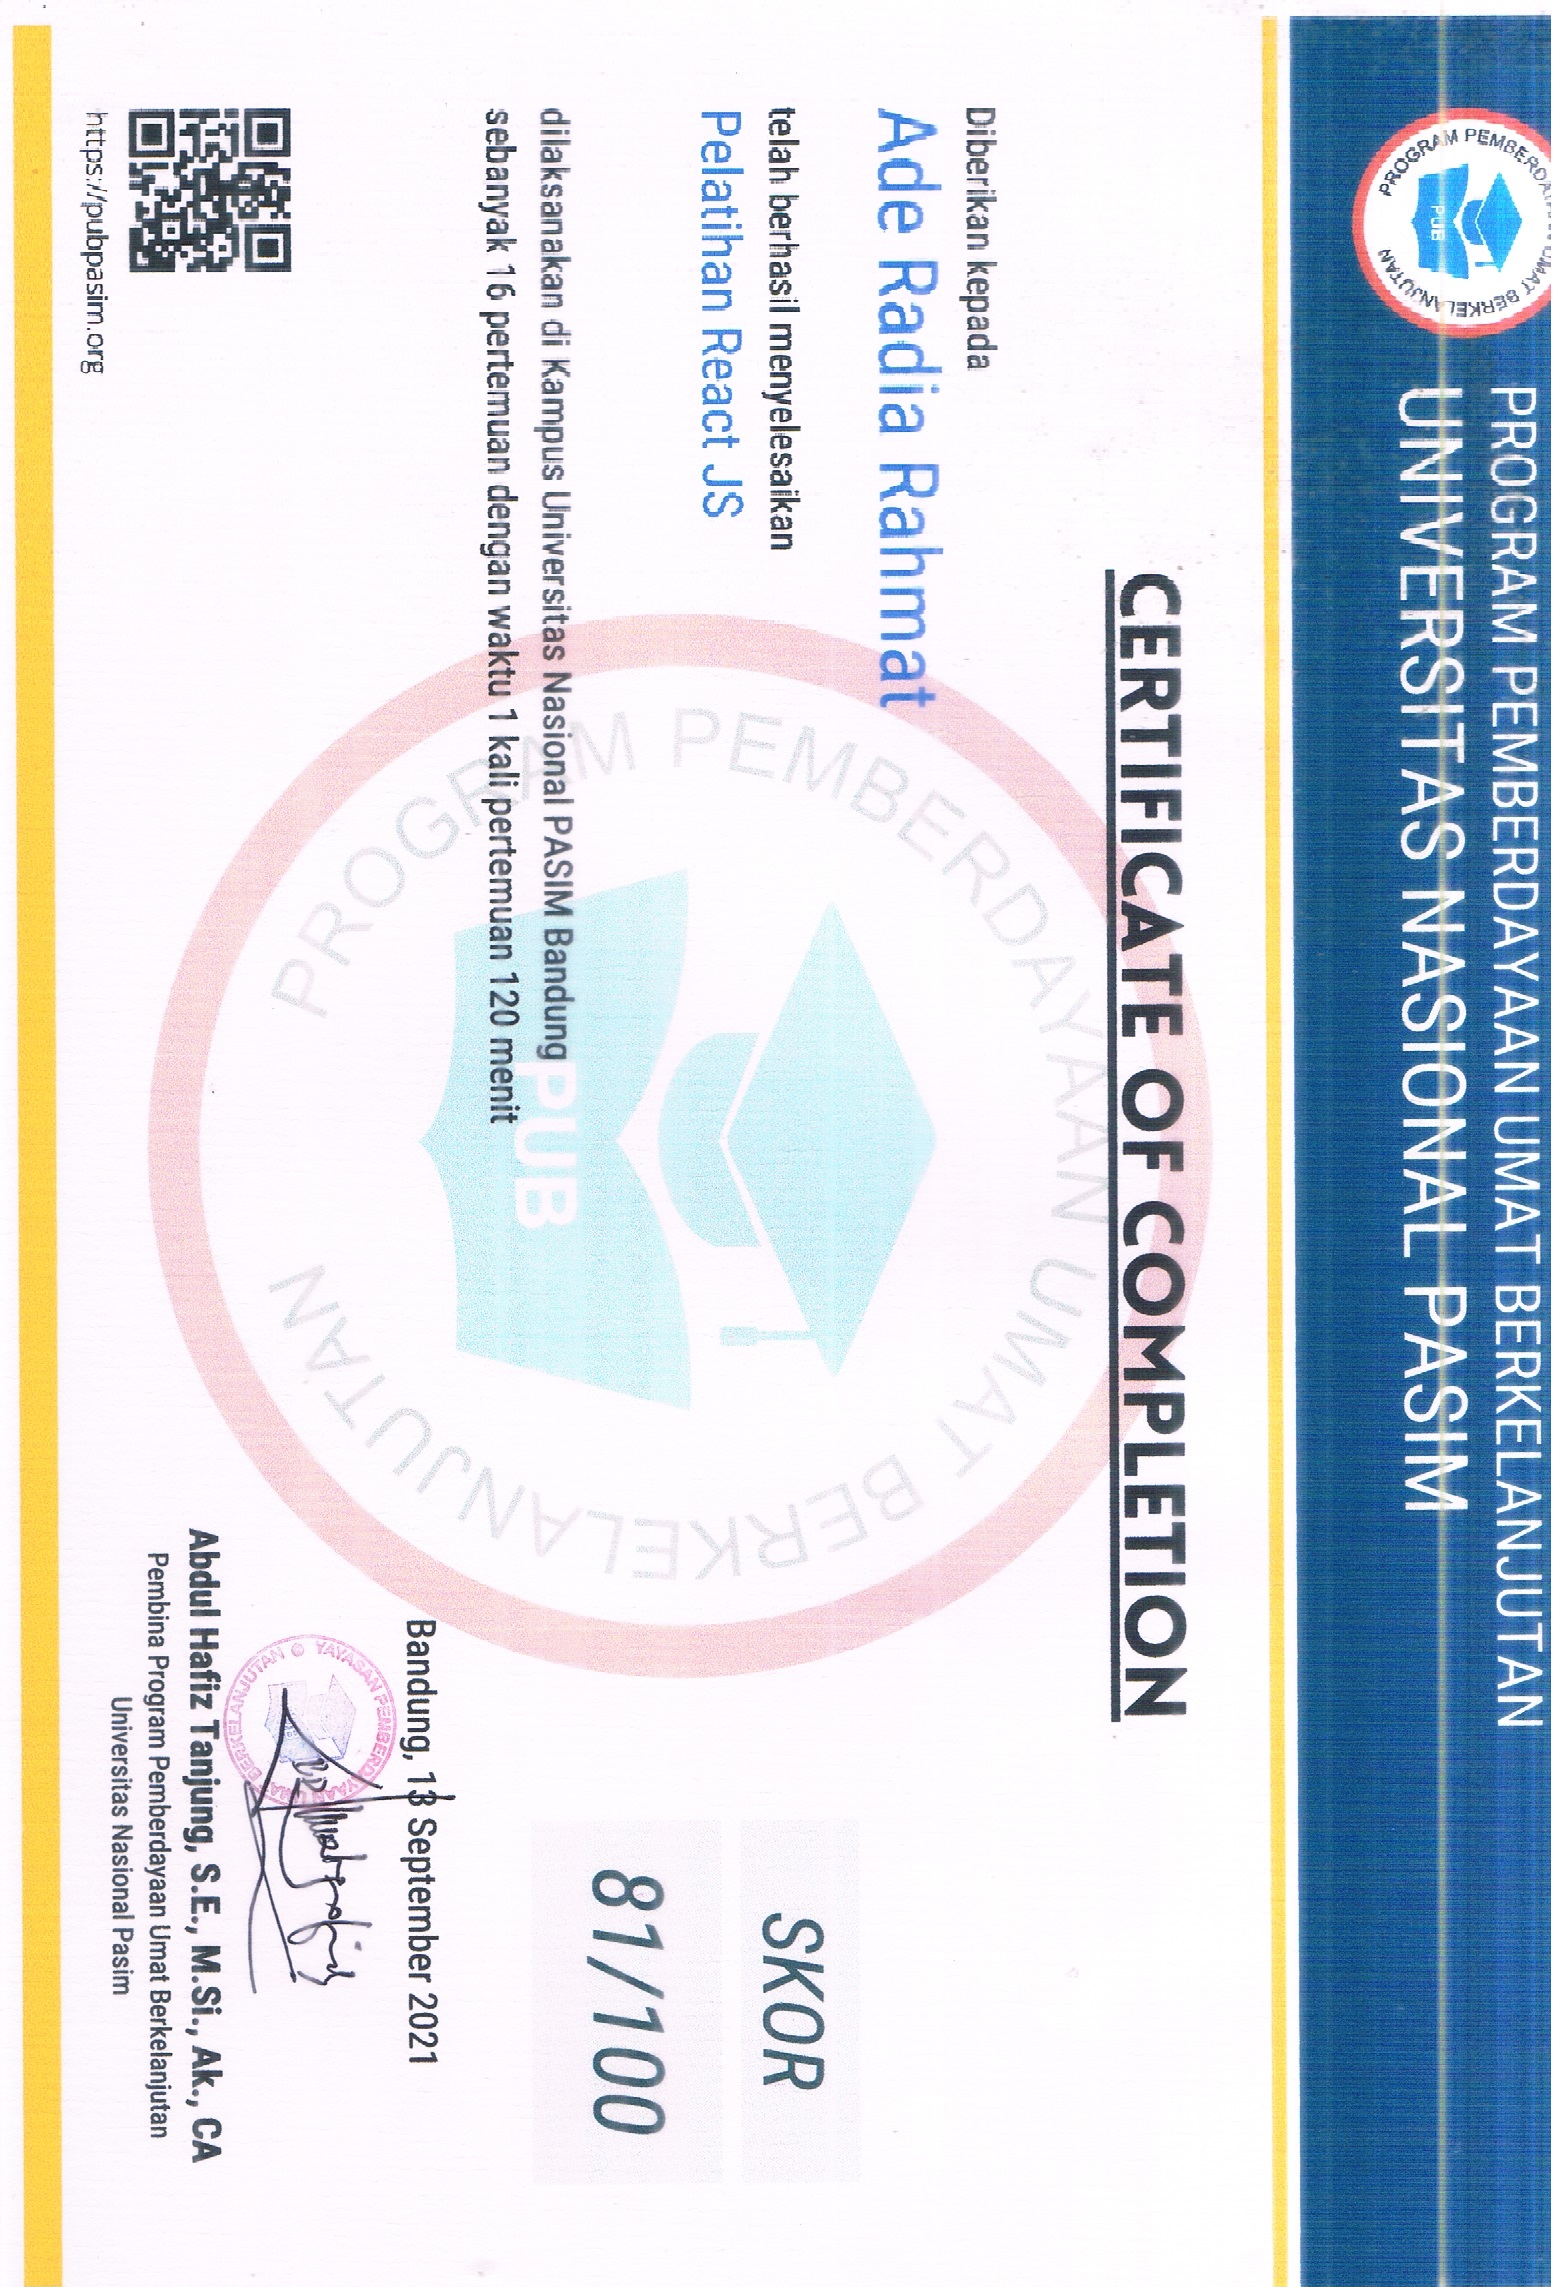 PROGRAM PEMBERDAYAAN UMAT BERKELANJUTAN
UNIVERSITAS NASIONAL PASIM
PROGRAM PEMBERDAYAAN UMAT BERKELANJUTAN
PUB
CERTIFICATE OF COMPLETION
Diberikan kepada
Ade Radia Rahmat
telah berhasil menyelesaikan
Pelatihan React JS
dilaksanakan di Kampus Universitas Nasional PASIM Bandung
sebanyak 16 pertemuan dengan waktu 1 kali pertemuan 120 menit
PROGRAM PEMBERDAYAAN UMAT BERKELANJUTAN
PUB
SKOR
81/100
Bandung, 13 September 2021
YAYASAN PEMBERDAYAAN UMAT BERKELANJUTAN
Abdul Hafiz Tanjung, S.E., M.Si., Ak., CA
Pembina Program Pemberdayaan Umat Berkelanjutan
Universitas Nasional Pasim
https://pubpasim.org